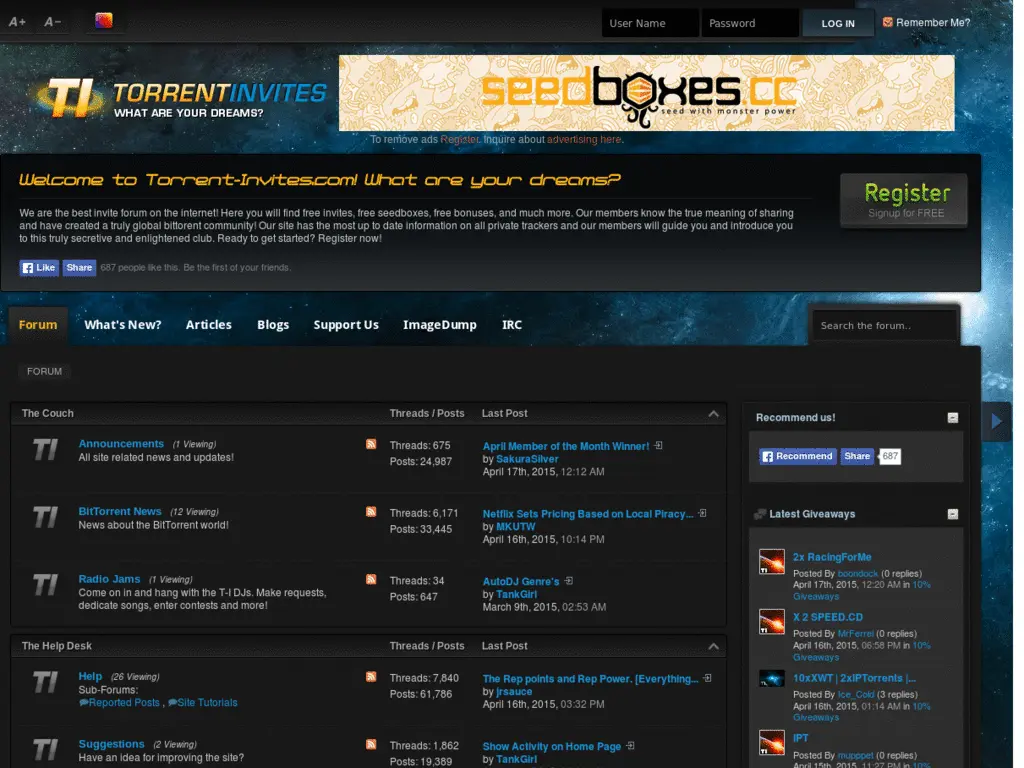 A+ A−
User Name Password LOG IN Remember Me?
TI TORRENTINVITES
WHAT ARE YOUR DREAMS?
seedboxes.cc
seed with monster power
To remove ads Register. Inquire about advertising here.
Welcome to Torrent-Invites.com! What are your dreams?
We are the best invite forum on the internet! Here you will find free invites, free seedboxes, free bonuses, and much more. Our members know the true meaning of sharing
and have created a truly global bittorent community! Our site has the most up to date information on all private trackers and our members will guide you and introduce you
to this truly secretive and enlightened club. Ready to get started? Register now!
Register
Signup for FREE
Like Share 687 people like this. Be the first of your friends.
Forum What's New? Articles Blogs Support Us ImageDump IRC
Search the forum..
FORUM
The Couch Threads / Posts Last Post
TI Announcements (1 Viewing)
All site related news and updates!
Threads: 675
Posts: 24,987
April Member of the Month Winner!
by SakuraSilver
April 17th, 2015, 12:12 AM
TI BitTorrent News (12 Viewing)
News about the BitTorrent world!
Threads: 6,171
Posts: 33,445
Netflix Sets Pricing Based on Local Piracy...
by MKUTW
April 16th, 2015, 10:14 PM
TI Radio Jams (1 Viewing)
Come on in and hang with the T-I DJs. Make requests,
dedicate songs, enter contests and more!
Threads: 34
Posts: 647
AutoDJ Genre's
by TankGirl
March 9th, 2015, 02:53 AM
The Help Desk Threads / Posts Last Post
TI Help (26 Viewing)
Sub-Forums:
Reported Posts , Site Tutorials
Threads: 7,840
Posts: 61,786
The Rep points and Rep Power. [Everything...
by jrsauce
April 16th, 2015, 03:32 PM
TI Suggestions (2 Viewing)
Have an idea for improving the site?
Threads: 1,862
Posts: 19,389
Show Activity on Home Page
by TankGirl
Recommend us!
Recommend Share 687
Latest Giveaways
2x RacingForMe
Posted By boondock (0 replies)
April 17th, 2015, 12:20 AM in 10%
Giveaways
X 2 SPEED.CD
Posted By MrFerrel (0 replies)
April 16th, 2015, 06:58 PM in 10%
Giveaways
10xXWT | 2xIPTorrents |...
Posted By Ice_Cold (3 replies)
April 16th, 2015, 01:14 AM in 10%
Giveaways
IPT
Posted By mupppet (0 replies)
April 15th, 2015, 11:27 PM in 10%